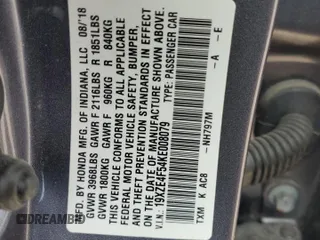 MFG. BY HONDA OF INDIANA, LLC 08/'18
GVWR 3968LBS GAWR F 2116LBS R 1851LBS
GVWR 1800KG GAWR F 960KG R 840KG
THIS VEHICLE CONFORMS TO ALL APPLICABLE
FEDERAL MOTOR VEHICLE SAFETY, BUMPER,
AND THEFT PREVENTION STANDARDS IN EFFECT ON
THE DATE OF MANUFACTURE SHOWN ABOVE.
V.I.N.: 19XZE4F54KE008079 TYPE: PASSENGER CAR
NH797M
TXM K AC8 - A - E
DREAMBID